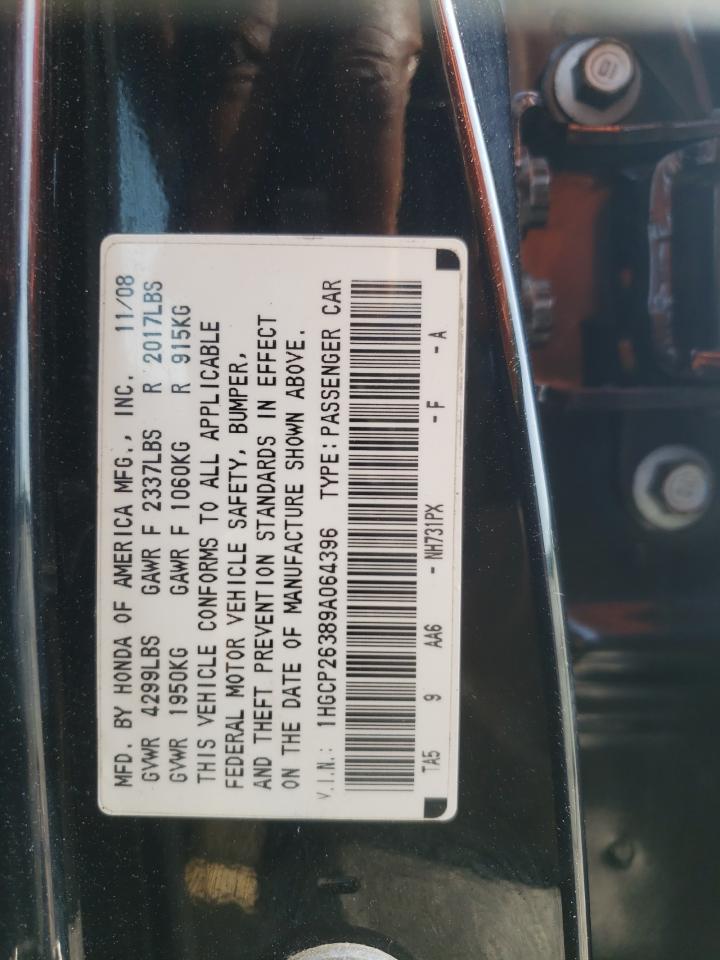 MFD. BY HONDA OF AMERICA MFG., INC. 11/08
GVWR 4299LBS GAWR F 2337LBS R 2017LBS
GVWR 1950KG GAWR F 1060KG R 915KG
THIS VEHICLE CONFORMS TO ALL APPLICABLE
FEDERAL MOTOR VEHICLE SAFETY, BUMPER,
AND THEFT PREVENTION STANDARDS IN EFFECT
ON THE DATE OF MANUFACTURE SHOWN ABOVE.
V.I.N.: 1HGCP26389A064396 TYPE:PASSENGER CAR
TA5 9 AA6 - NH731PX - F - A